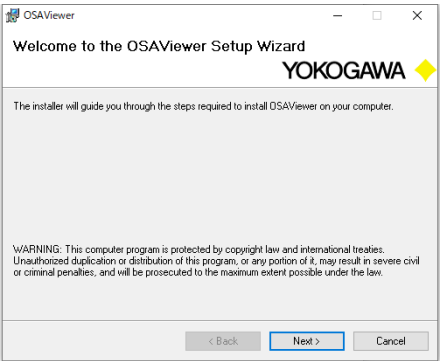 OSAViewer
Welcome to the OSAViewer Setup Wizard
YOKOGAWA
The installer will guide you through the steps required to install OSAViewer on your computer.
WARNING: This computer program is protected by copyright law and international treaties.
Unauthorized duplication or distribution of this program, or any portion of it, may result in severe civil
or criminal penalties, and will be prosecuted to the maximum extent possible under the law.
< Back
Next >
Cancel